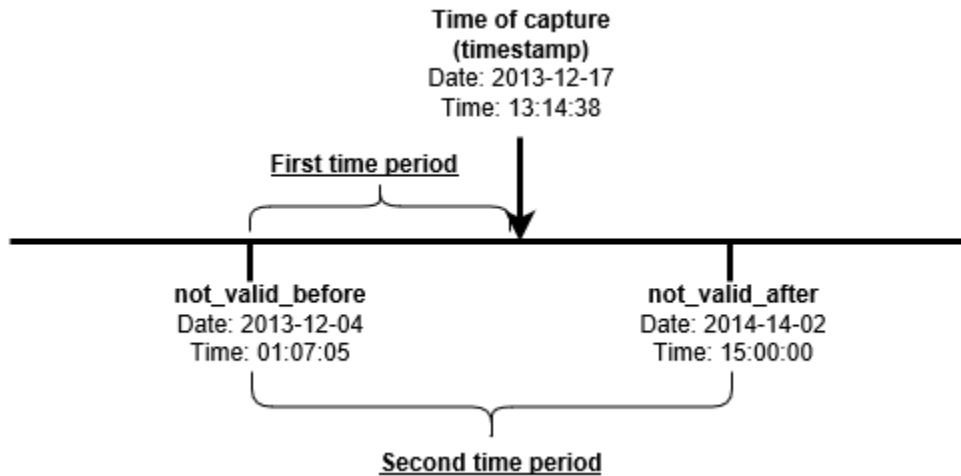 Time of capture
(timestamp)
Date: 2013-12-17
Time: 13:14:38
First time period
not_valid_before
Date: 2013-12-04
Time: 01:07:05
not_valid_after
Date: 2014-14-02
Time: 15:00:00
Second time period